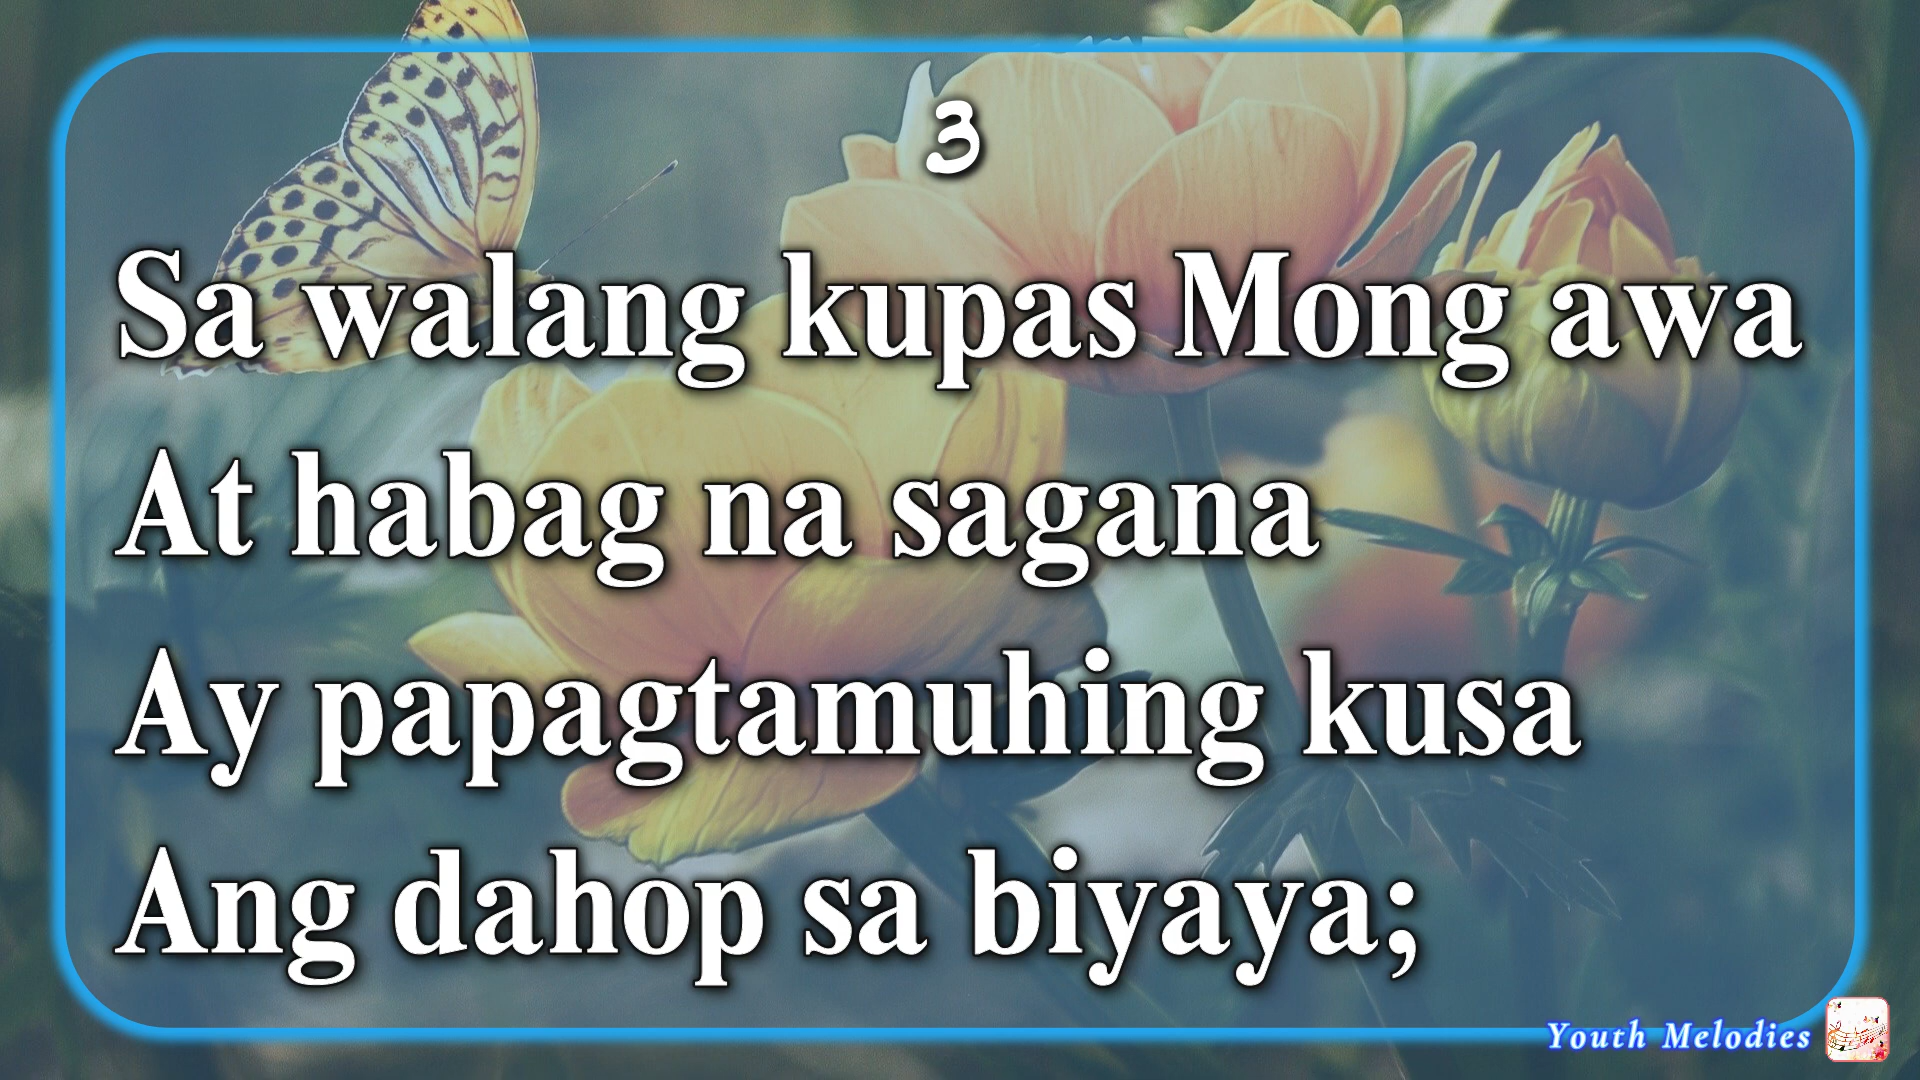 3
Sa walang kupas Mong awa
At habag na sagana
Ay papagtamuhing kusa
Ang dahop sa biyaya;
Youth Melodies